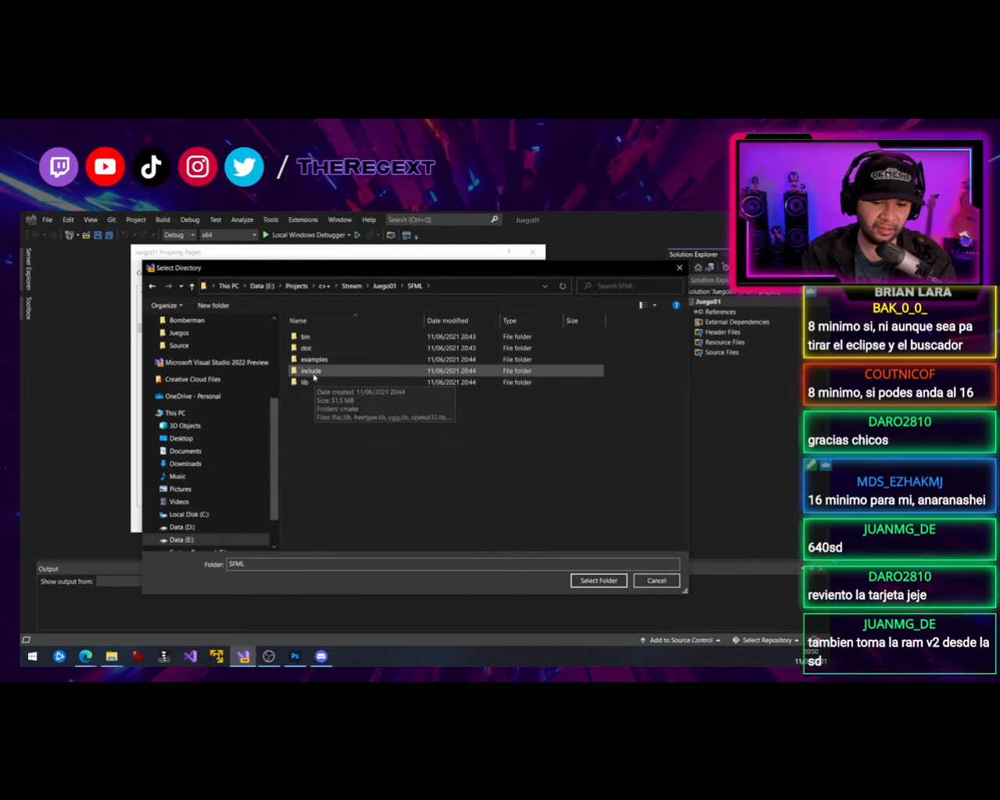 / THEREGEXT
GENESIS
File Edit View Git Project Build Debug Test Analyze Tools Extensions Window Help Search (Ctrl+Q) Juego01
Debug x64 Local Windows Debugger
Server Explorer
Toolbox
Juego01 Property Pages
Select Directory
This PC > Data (E:) > Projects > c++ > Stream > Juego01 > SFML >
Search SFML
Organize New folder
Bomberman
Juegos
Source
Microsoft Visual Studio 2022 Preview
Creative Cloud Files
OneDrive - Personal
This PC
3D Objects
Desktop
Documents
Downloads
Music
Pictures
Videos
Local Disk (C:)
Data (D:)
Data (E:)
Name Date modified Type Size
bin 11/06/2021 20:43 File folder
doc 11/06/2021 20:43 File folder
examples 11/06/2021 20:44 File folder
include 11/06/2021 20:44 File folder
lib 11/06/2021 20:44 File folder
Date created: 11/06/2021 20:44
Size: 51.5 MB
Folders: cmake
Files: flac.lib, freetype.lib, ogg.lib, openal32.lib, ...
Folder: SFML
Select Folder Cancel
Solution Explorer
Juego01
References
External Dependencies
Header Files
Resource Files
Source Files
Output
Show output from:
Add to Source Control Select Repository
20:50
BRIAN LARA
BAK_0_0_
8 minimo si, ni aunque sea pa
tirar el eclipse y el buscador
COUTNICOF
8 minimo, si podes anda al 16
DARO2810
gracias chicos
MDS_EZHAKMJ
16 minimo para mi, anaranashei
JUANMG_DE
640sd
DARO2810
reviento la tarjeta jeje
JUANMG_DE
tambien toma la ram v2 desde la
sd